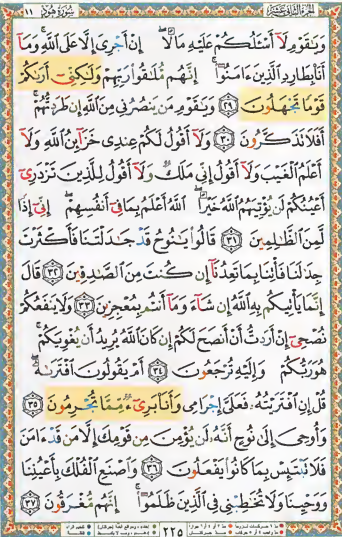 الجزء الثاني عشر ١١ سورة هود
وَيَـٰقَوْمِ لَآ أَسْـَٔلُكُمْ عَلَيْهِ مَالًا ۖ إِنْ أَجْرِىَ إِلَّا عَلَى ٱللَّهِ ۚ وَمَآ
أَنَا۠ بِطَارِدِ ٱلَّذِينَ ءَامَنُوٓا۟ ۚ إِنَّهُم مُّلَـٰقُوا۟ رَبِّهِمْ وَلَـٰكِنِّىٓ أَرَىٰكُمْ
قَوْمًا تَجْهَلُونَ ٢٩ وَيَـٰقَوْمِ مَن يَنصُرُنِى مِنَ ٱللَّهِ إِن طَرَدتُّهُمْ ۚ
أَفَلَا تَذَكَّرُونَ ٣٠ وَلَآ أَقُولُ لَكُمْ عِندِى خَزَآئِنُ ٱللَّهِ وَلَآ
أَعْلَمُ ٱلْغَيْبَ وَلَآ أَقُولُ إِنِّى مَلَكٌ وَلَآ أَقُولُ لِلَّذِينَ تَزْدَرِىٓ
أَعْيُنُكُمْ لَن يُؤْتِيَهُمُ ٱللَّهُ خَيْرًا ۖ ٱللَّهُ أَعْلَمُ بِمَا فِىٓ أَنفُسِهِمْ ۖ إِنِّىٓ إِذًا
لَّمِنَ ٱلظَّـٰلِمِينَ ٣١ قَالُوا۟ يَـٰنُوحُ قَدْ جَـٰدَلْتَنَا فَأَكْثَرْتَ
جِدَٰلَنَا فَأْتِنَا بِمَا تَعِدُنَآ إِن كُنتَ مِنَ ٱلصَّـٰدِقِينَ ٣٢ قَالَ
إِنَّمَا يَأْتِيكُم بِهِ ٱللَّهُ إِن شَآءَ وَمَآ أَنتُم بِمُعْجِزِينَ ٣٣ وَلَا يَنفَعُكُمْ
نُصْحِىٓ إِنْ أَرَدتُّ أَنْ أَنصَحَ لَكُمْ إِن كَانَ ٱللَّهُ يُرِيدُ أَن يُغْوِيَكُمْ ۚ
هُوَ رَبُّكُمْ وَإِلَيْهِ تُرْجَعُونَ ٣٤ أَمْ يَقُولُونَ ٱفْتَرَىٰهُ ۖ
قُلْ إِنِ ٱفْتَرَيْتُهُۥ فَعَلَىَّ إِجْرَامِى وَأَنَا۠ بَرِىٓءٌ مِّمَّا تُجْرِمُونَ ٣٥
وَأُوحِىَ إِلَىٰ نُوحٍ أَنَّهُۥ لَن يُؤْمِنَ مِن قَوْمِكَ إِلَّا مَن قَدْ ءَامَنَ
فَلَا تَبْتَئِسْ بِمَا كَانُوا۟ يَفْعَلُونَ ٣٦ وَٱصْنَعِ ٱلْفُلْكَ بِأَعْيُنِنَا
وَوَحْيِنَا وَلَا تُخَـٰطِبْنِى فِى ٱلَّذِينَ ظَلَمُوٓا۟ ۚ إِنَّهُم مُّغْرَقُونَ ٣٧
٢٢٥